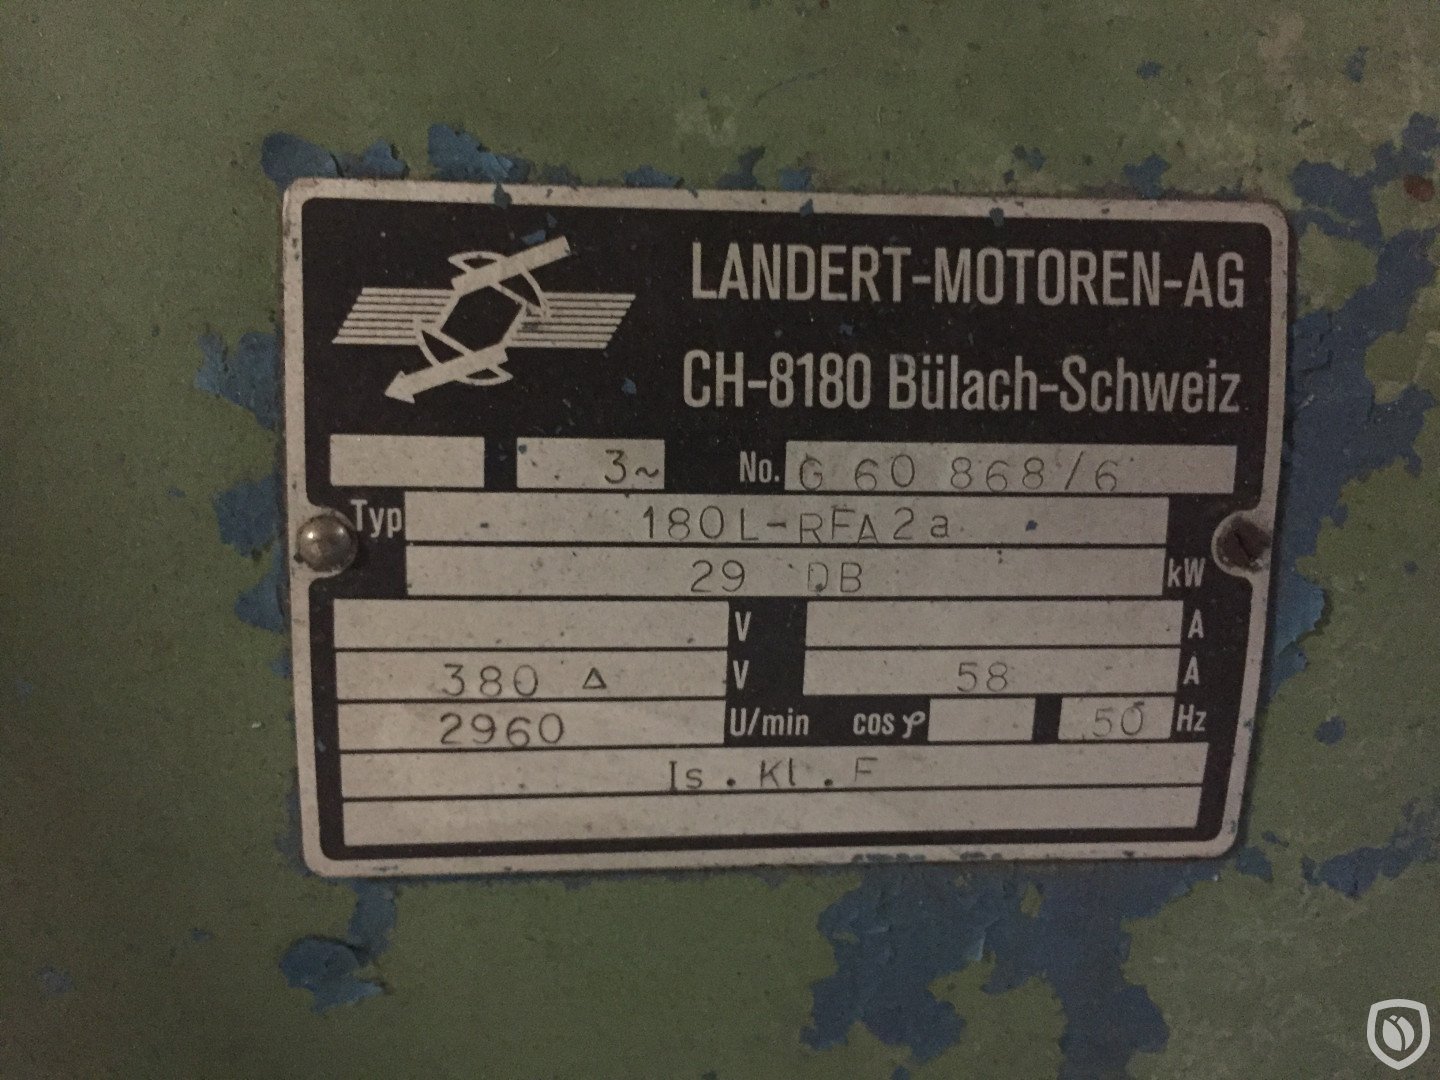 LANDERT-MOTOREN-AG
CH-8180 Bülach-Schweiz
3~ No. G 60 868/6
Typ 180L-RFA2a
29 DB kW
V A
380 Δ V 58 A
2960 U/min cos φ 50 Hz
Is.Kl.F